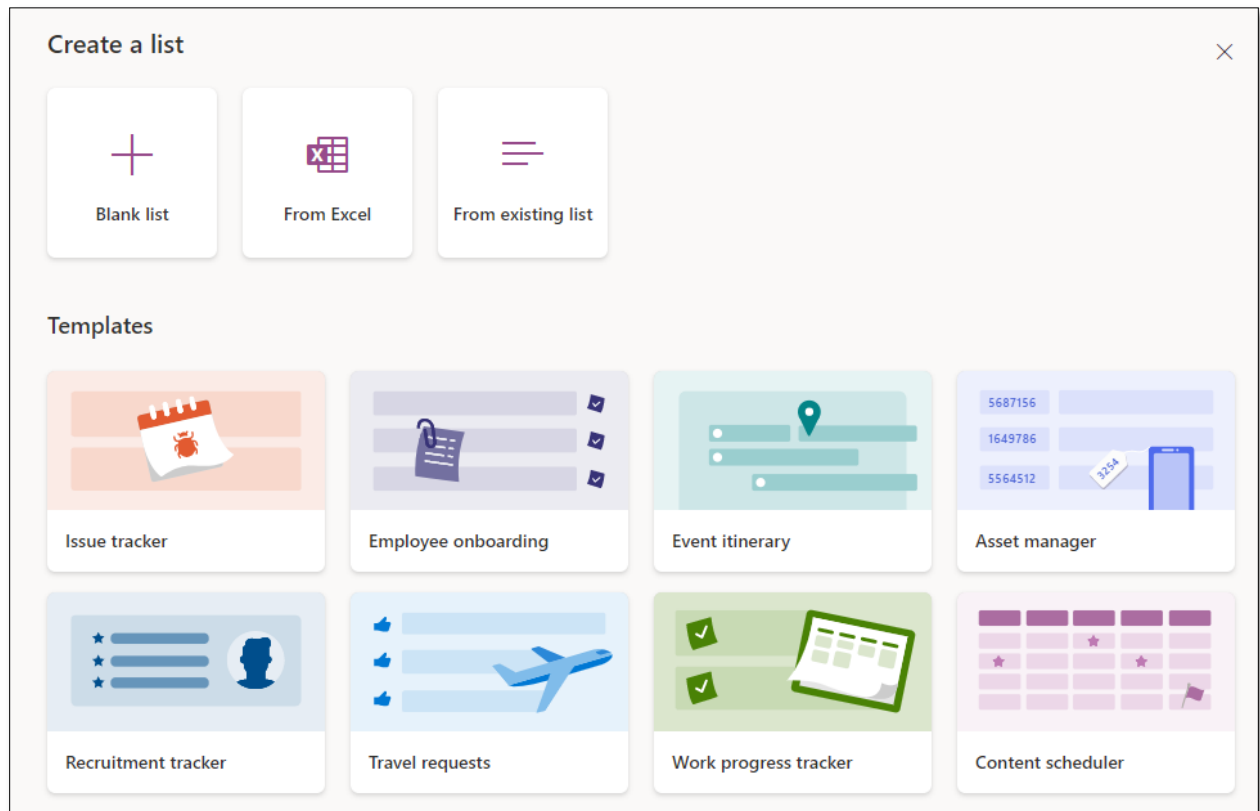 Create a list
Blank list
From Excel
From existing list
Templates
5687156
1649786
5564512
3254
Issue tracker
Employee onboarding
Event itinerary
Asset manager
Recruitment tracker
Travel requests
Work progress tracker
Content scheduler